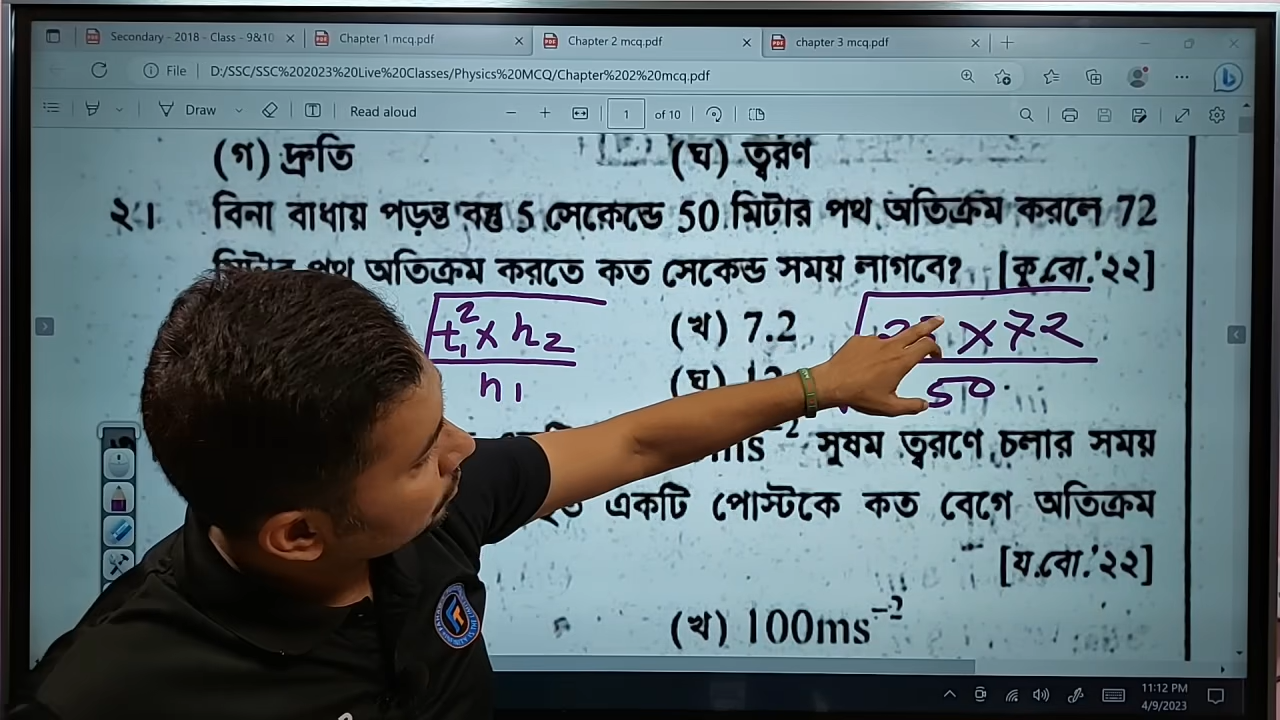 Secondary - 2018 - Class - 9&10
Chapter 1 mcq.pdf
Chapter 2 mcq.pdf
chapter 3 mcq.pdf
File
D:/SSC/SSC%202023%20Live%20Classes/Physics%20MCQ/Chapter%202%20mcq.pdf
Draw
Read aloud
1 of 10
(গ) দ্রুতি (ঘ) ত্বরণ
২। বিনা বাধায় পড়ন্ত বস্তু 5 সেকেন্ডে 50 মিটার পথ অতিক্রম করলে 72
মিটার পথ অতিক্রম করতে কত সেকেন্ড সময় লাগবে? [কু.বো.'২২]
√t₁² × h₂ (খ) 7.2 × 72
h₁ (ঘ) 50
ms⁻² সুষম ত্বরণে চলার সময়
একটি পোস্টকে কত বেগে অতিক্রম
[য.বো.'২২]
(খ) 100ms⁻²
11:12 PM
4/9/2023